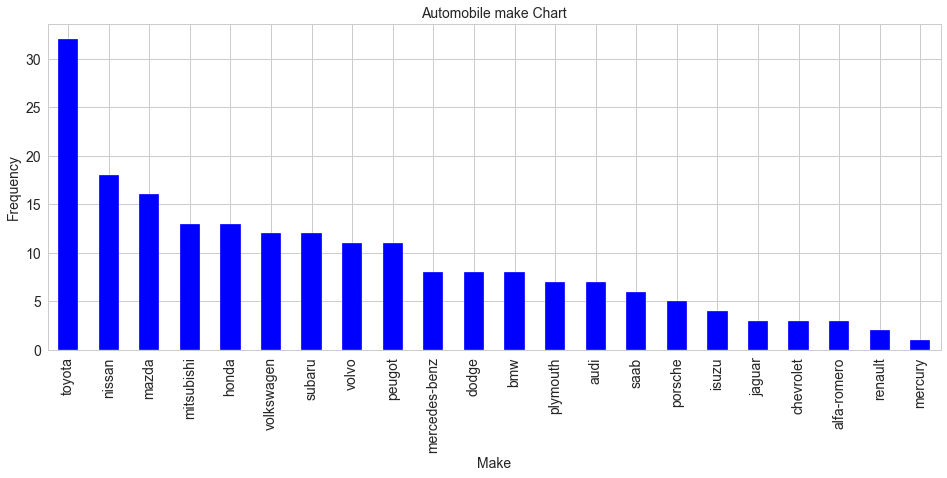 Automobile make Chart
Frequency
30
25
20
15
10
5
0
toyota
nissan
mazda
mitsubishi
honda
volkswagen
subaru
volvo
peugot
mercedes-benz
dodge
bmw
plymouth
audi
saab
porsche
isuzu
jaguar
chevrolet
alfa-romero
renault
mercury
Make